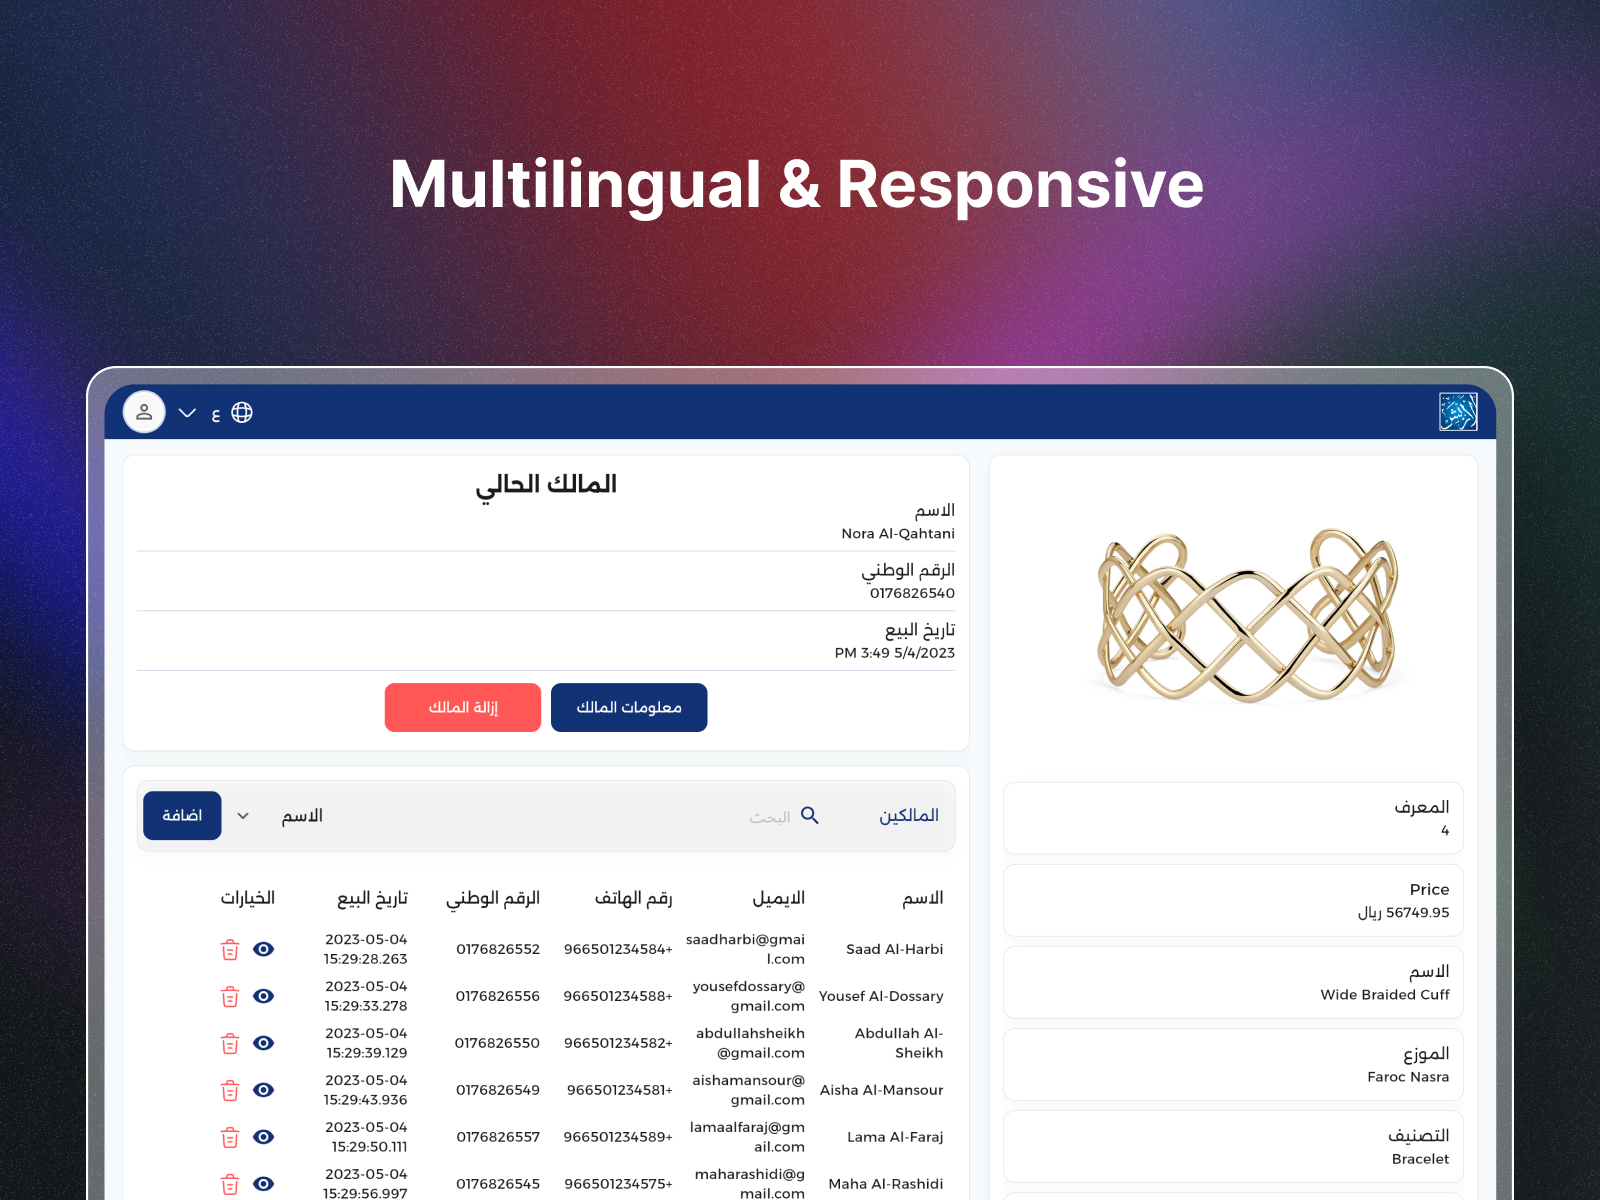 Multilingual & Responsive
ع
المالك الحالي
الاسم
Nora Al-Qahtani
الرقم الوطني
0176826540
تاريخ البيع
PM 3:49 5/4/2023
معلومات المالك
إزالة المالك
المالكين
البحث
الاسم
اضافة
الاسم الايميل رقم الهاتف الرقم الوطني تاريخ البيع الخيارات
Saad Al-Harbi saadharbi@gmai 966501234584+ 0176826552 2023-05-04
l.com 15:29:28.263
Yousef Al-Dossary yousefdossary@ 966501234588+ 0176826556 2023-05-04
gmail.com 15:29:33.278
Abdullah Al- abdullahsheikh 966501234582+ 0176826550 2023-05-04
Sheikh @gmail.com 15:29:39.129
Aisha Al-Mansour aishamansour@ 966501234581+ 0176826549 2023-05-04
gmail.com 15:29:43.936
Lama Al-Faraj lamaalfaraj@gm 966501234589+ 0176826557 2023-05-04
ail.com 15:29:50.111
Maha Al-Rashidi maharashidi@g 966501234575+ 0176826545 2023-05-04
mail.com 15:29:56.997
المعرف
4
Price
56749.95 ريال
الاسم
Wide Braided Cuff
الموزع
Faroc Nasra
التصنيف
Bracelet